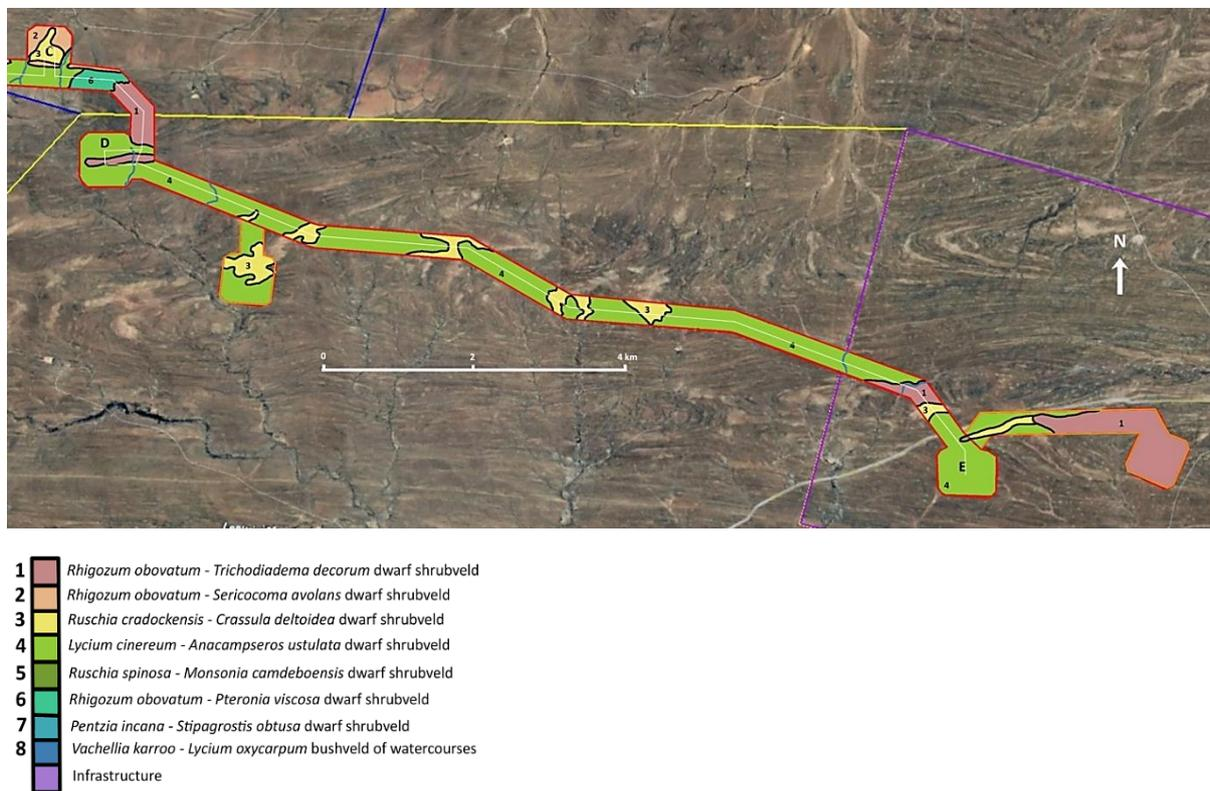 2
C
3
6
1
D
4
3
4
3
4
N
0 2 4 km
1
3
1
E
4
1 Rhigozum obovatum - Trichodiadema decorum dwarf shrubveld
2 Rhigozum obovatum - Sericocoma avolans dwarf shrubveld
3 Ruschia cradockensis - Crassula deltoidea dwarf shrubveld
4 Lycium cinereum - Anacampseros ustulata dwarf shrubveld
5 Ruschia spinosa - Monsonia camdeboensis dwarf shrubveld
6 Rhigozum obovatum - Pteronia viscosa dwarf shrubveld
7 Pentzia incana - Stipagrostis obtusa dwarf shrubveld
8 Vachellia karroo - Lycium oxycarpum bushveld of watercourses
Infrastructure